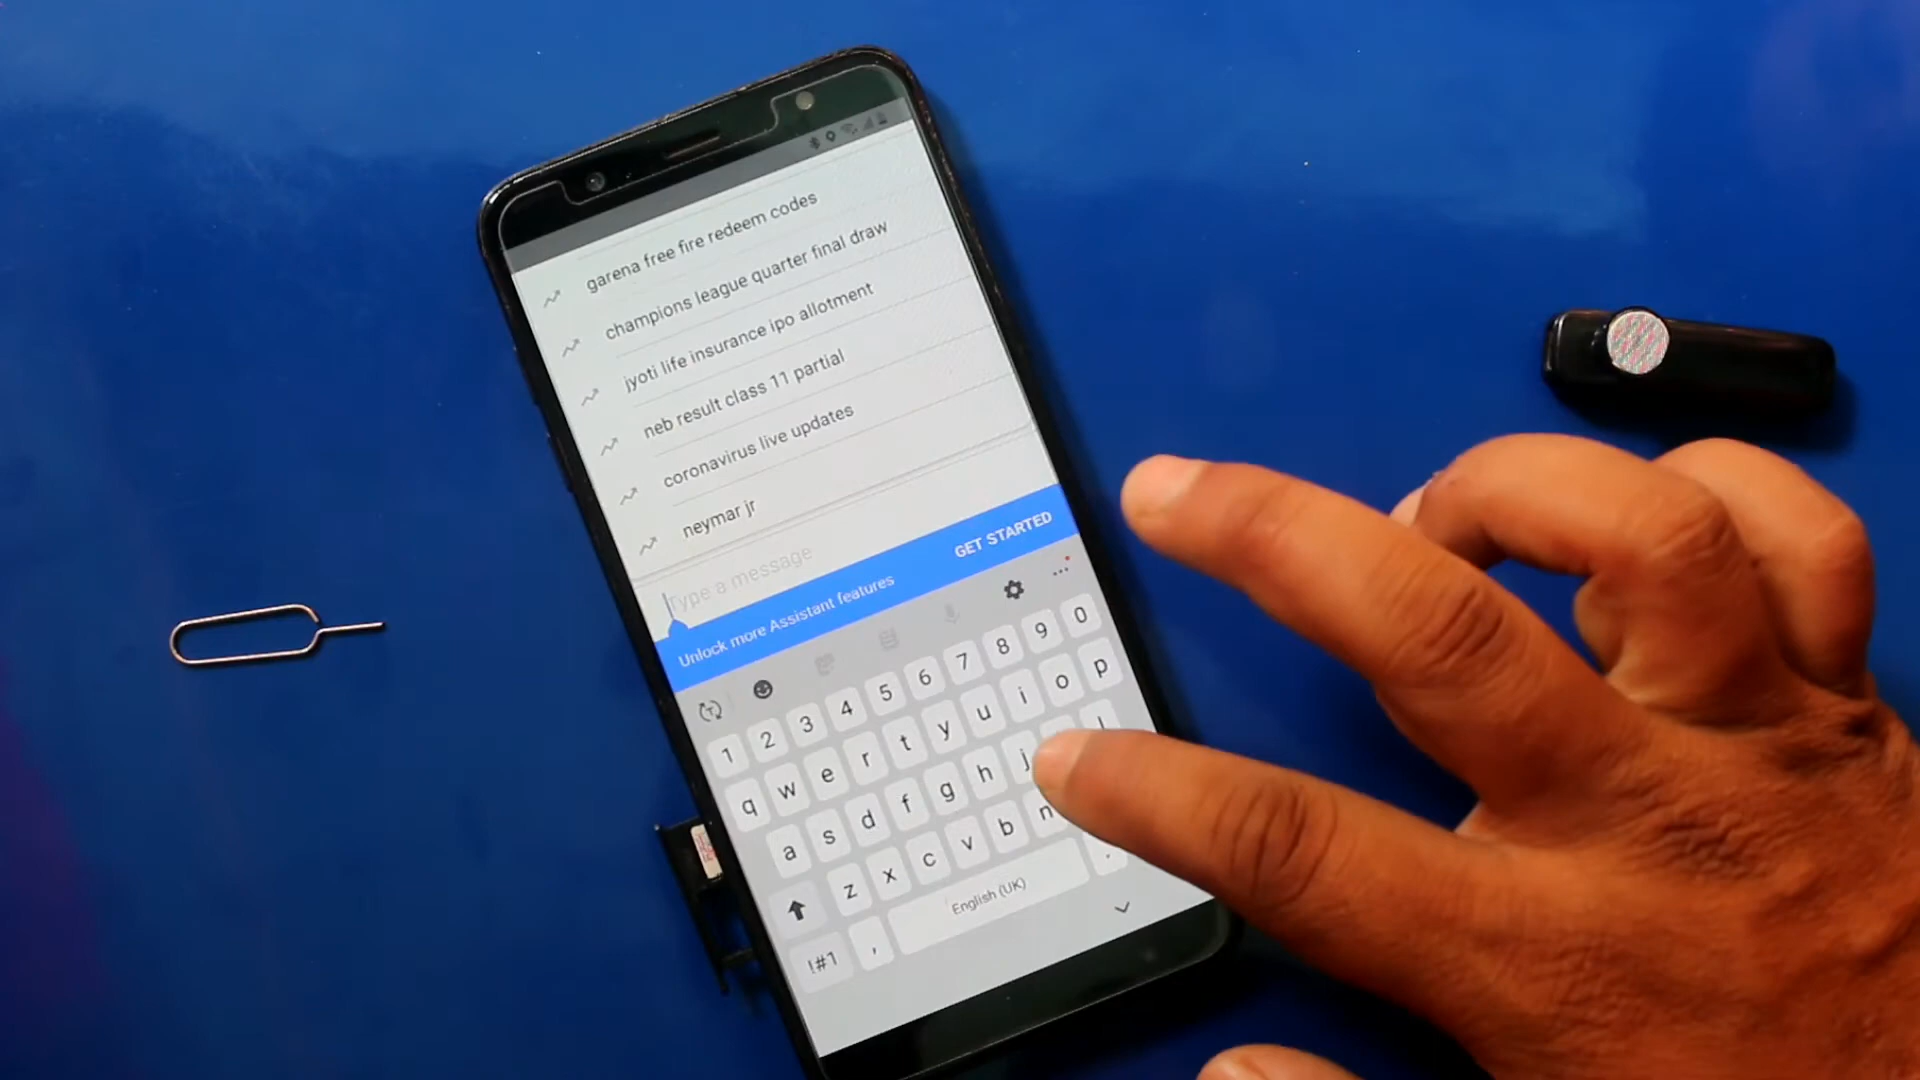 garena free fire redeem codes
champions league quarter final draw
jyoti life insurance ipo allotment
neb result class 11 partial
coronavirus live updates
neymar jr
Type a message
Unlock more Assistant features GET STARTED
1 2 3 4 5 6 7 8 9 0
q w e r t y u i o p
a s d f g h j l
z x c v b n
!#1 , English (UK) .